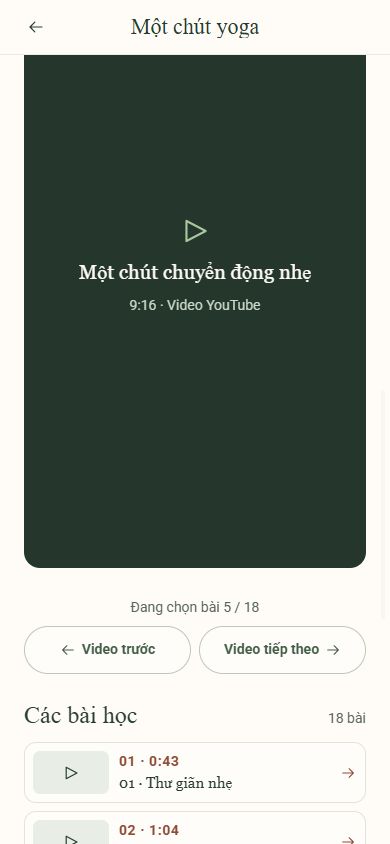 Một chút yoga
Một chút chuyển động nhẹ
9:16 · Video YouTube
Đang chọn bài 5 / 18
← Video trước
Video tiếp theo →
Các bài học
18 bài
01 · 0:43
01 · Thư giãn nhẹ
02 · 1:04